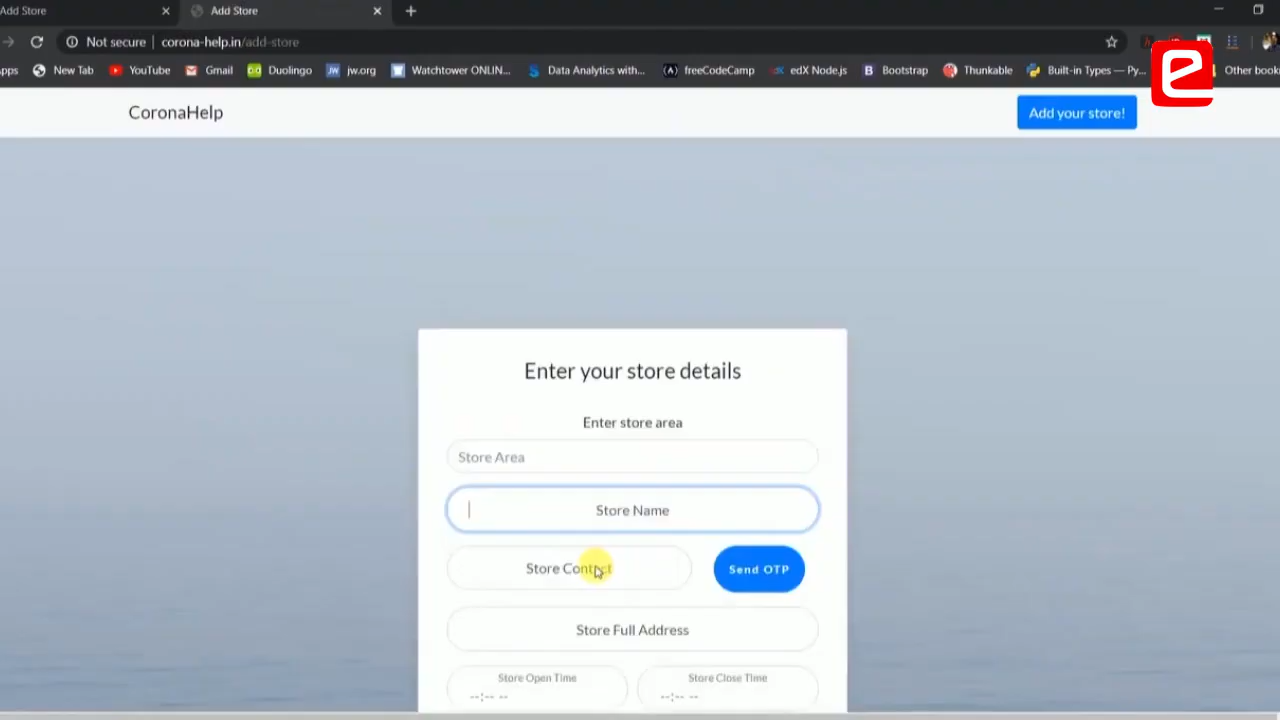 Add Store
Add Store
Not secure | corona-help.in/add-store
Apps New Tab YouTube Gmail Duolingo jw.org Watchtower ONLIN... Data Analytics with... freeCodeCamp edX Node.js Bootstrap Thunkable Built-in Types — Py... Other book
CoronaHelp
Add your store!
Enter your store details
Enter store area
Store Area
Store Name
Store Contact
Send OTP
Store Full Address
Store Open Time
Store Close Time
--:-- --
--:-- --